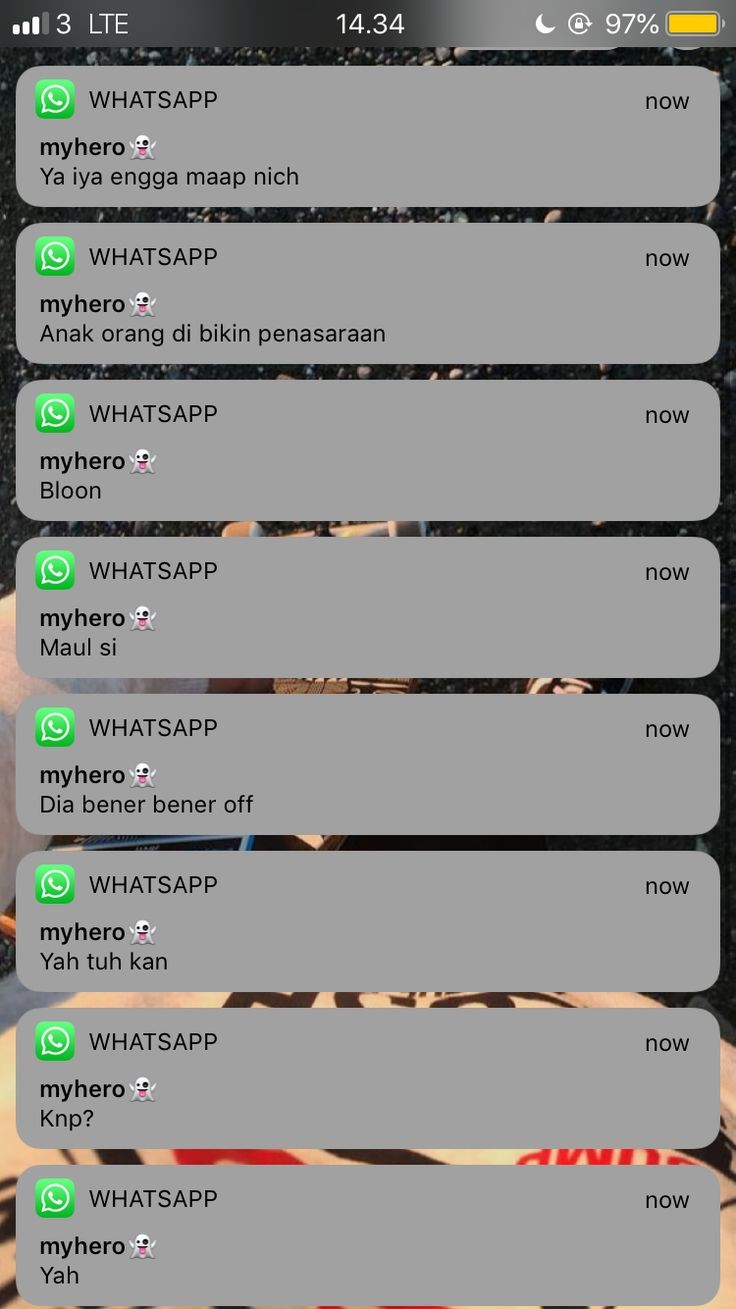 3 LTE 14.34 97%
WHATSAPP now
myhero👻
Ya iya engga maap nich
WHATSAPP now
myhero👻
Anak orang di bikin penasaraan
WHATSAPP now
myhero👻
Bloon
WHATSAPP now
myhero👻
Maul si
WHATSAPP now
myhero👻
Dia bener bener off
WHATSAPP now
myhero👻
Yah tuh kan
WHATSAPP now
myhero👻
Knp?
WHATSAPP now
myhero👻
Yah